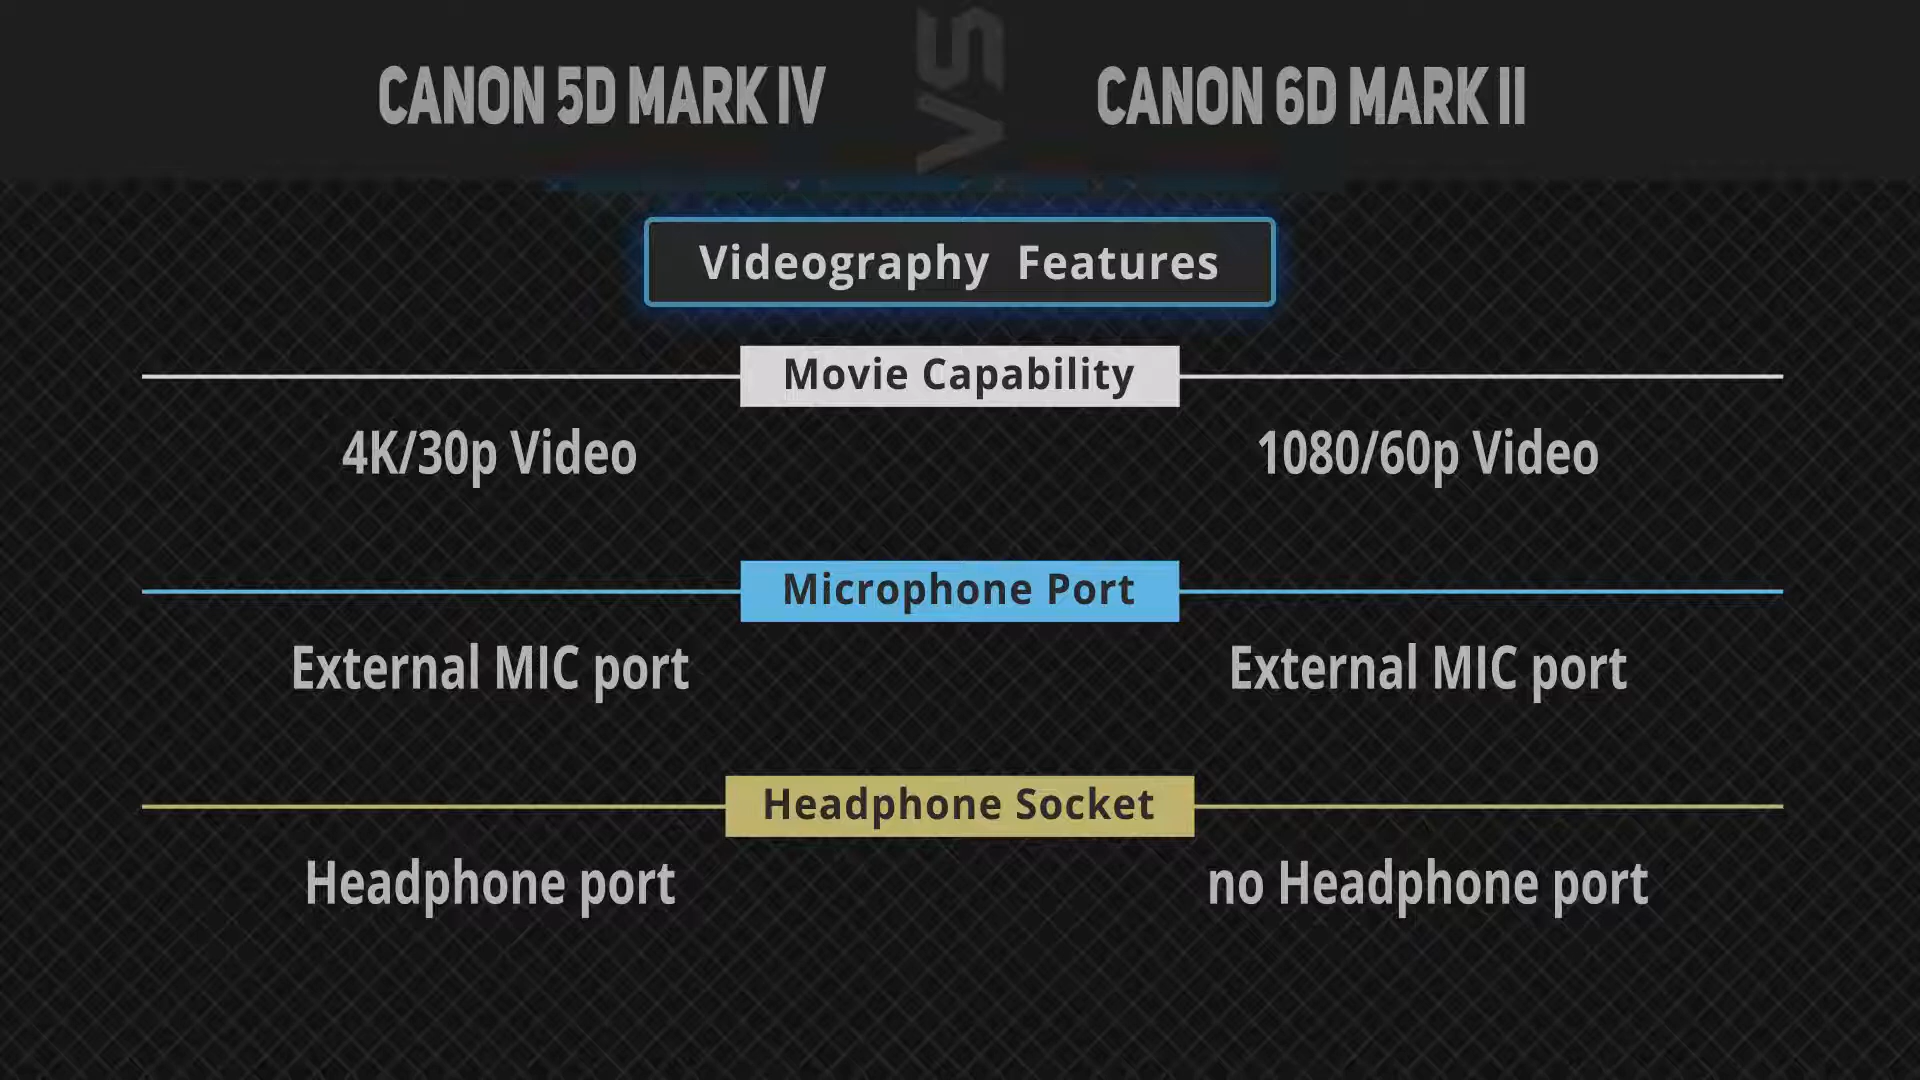 CANON 5D MARK IV
VS
CANON 6D MARK II
Videography Features
Movie Capability
4K/30p Video
1080/60p Video
Microphone Port
External MIC port
External MIC port
Headphone Socket
Headphone port
no Headphone port